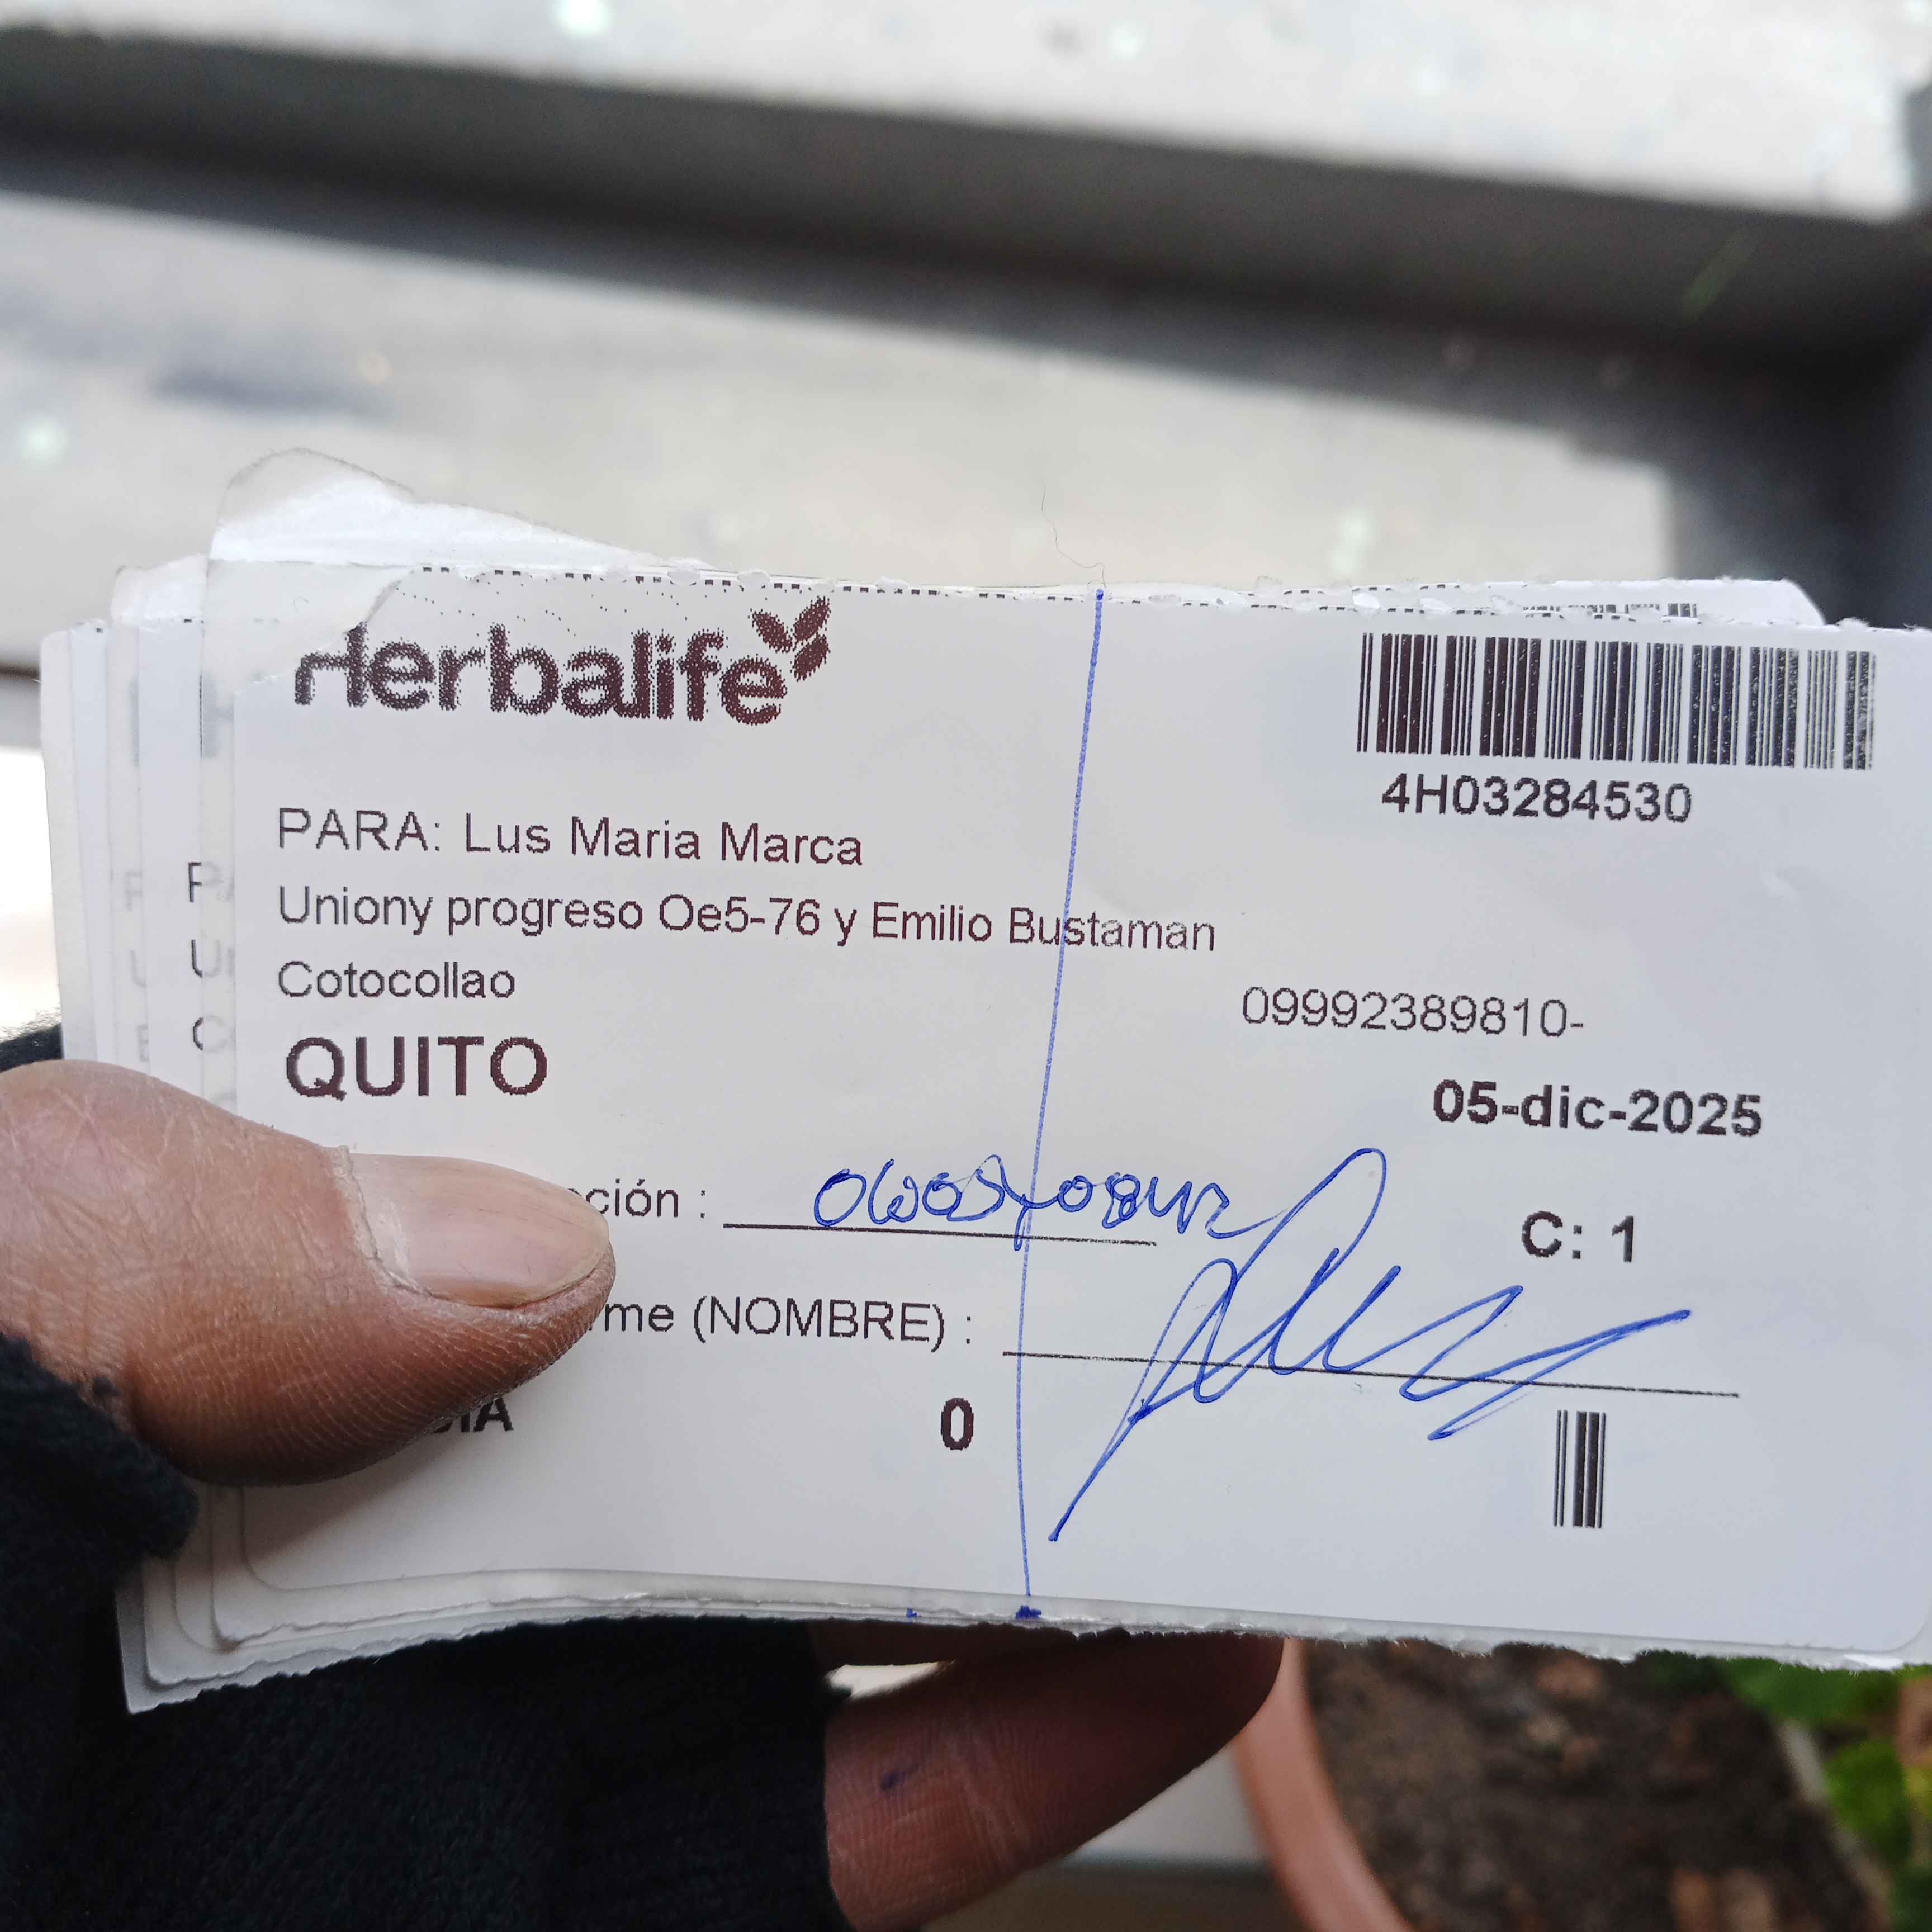 Herbalife
4H03284530
PARA: Lus Maria Marca
Uniony progreso Oe5-76 y Emilio Bustaman
Cotocollao
09992389810-
QUITO
05-dic-2025
ción :
C: 1
me (NOMBRE) :
0